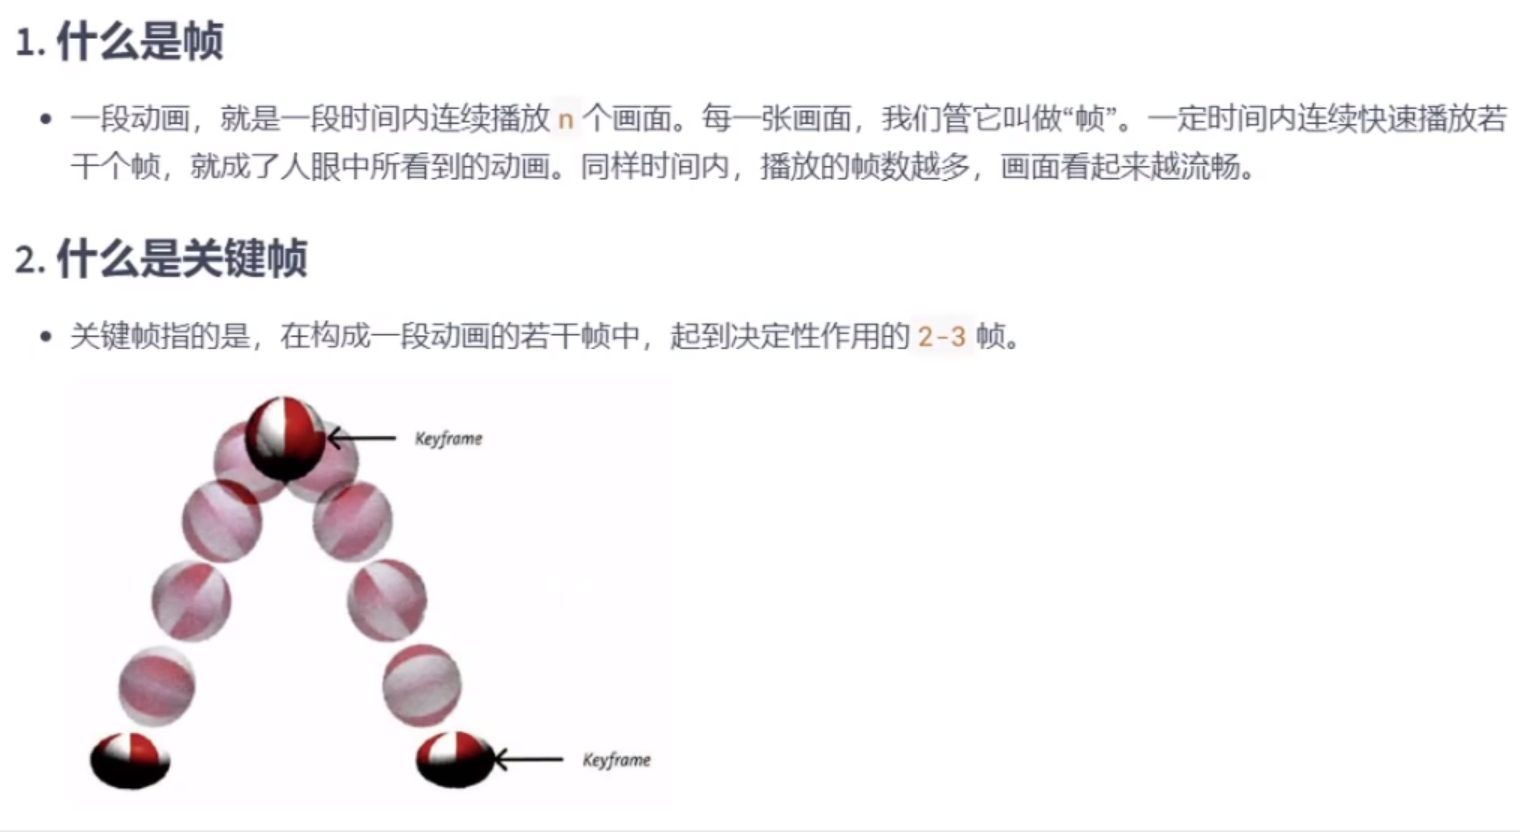 1. 什么是帧
• 一段动画，就是一段时间内连续播放 n 个画面。每一张画面，我们管它叫做“帧”。一定时间内连续快速播放若
干个帧，就成了人眼中所看到的动画。同样时间内，播放的帧数越多，画面看起来越流畅。
2. 什么是关键帧
• 关键帧指的是，在构成一段动画的若干帧中，起到决定性作用的 2-3 帧。
Keyframe
Keyframe